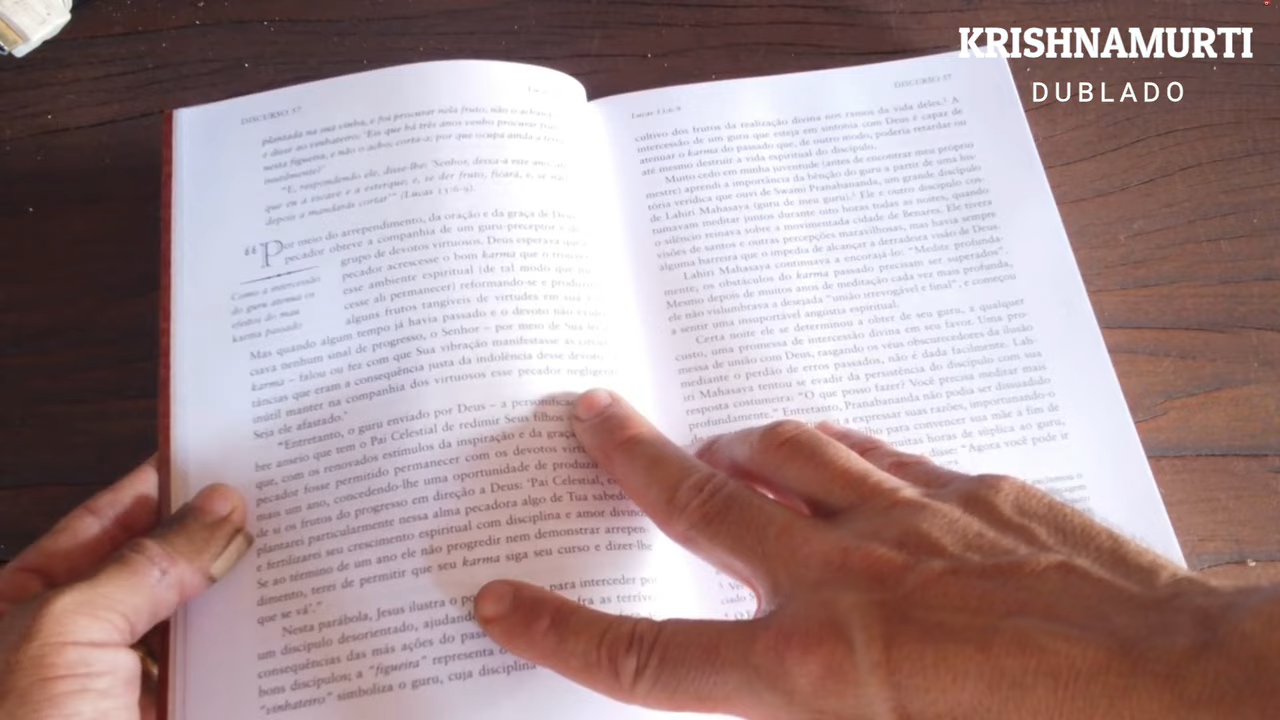 KRISHNAMURTI
DUBLADO
DISCURSO 57
plantada na sua vinha, e foi procurar nela fruto, não o
e disse ao vinhateiro: 'Eis que há três anos venho procurar
nesta figueira, e não o acho; corta-a; por que ocupa ainda a
inutilmente?'
"E, respondendo ele, disse-lhe: 'Senhor, deixa-a este ano,
que eu a escave e a esterque; e, se der fruto, ficará, e, se
depois a mandarás cortar'" (Lucas 13:6-9).
"Por meio do arrependimento, da oração e da graça de
pecador obteve a companhia de um guru-preceptor e
grupo de devotos virtuosos. Deus esperava que
pecador acrescesse o bom karma que o
esse ambiente espiritual (de tal modo que
cesse ali permanecer) reformando-se e
alguns frutos tangíveis de virtudes em sua
Como a intercessão
do guru atenua os
efeitos do mau
karma passado
Mas quando algum tempo já havia passado e o devoto não
ciava nenhum sinal de progresso, o Senhor – por meio de Sua lei
karma – falou ou fez com que Sua vibração manifestasse as
tâncias que eram a consequência justa da indolência desse devoto:
inútil manter na companhia dos virtuosos esse pecador
Seja ele afastado.'
"Entretanto, o guru enviado por Deus – a
bre anseio que tem o Pai Celestial de redimir Seus filhos
que, com os renovados estímulos da inspiração e da graça
pecador fosse permitido permanecer com os devotos
mais um ano, concedendo-lhe uma oportunidade de
de si os frutos do progresso em direção a Deus: 'Pai Celestial,
plantarei particularmente nessa alma pecadora algo de Tua
e fertilizarei seu crescimento espiritual com disciplina e amor
Se ao término de um ano ele não progredir nem demonstrar arrepen-
dimento, terei de permitir que seu karma siga seu curso e dizer-lhe
que se vá'."
Nesta parábola, Jesus ilustra o para interceder por
um discípulo desorientado, ajudando as
consequências das más ações do
bons discípulos; a "figueira" representa
"vinhateiro" simboliza o guru, cuja disciplina
Lucas 13:6-9
DISCURSO 57
cultivo dos frutos da realização divina nos ramos da vida deles.² A
intercessão de um guru que esteja em sintonia com Deus é capaz de
atenuar o karma do passado que, de outro modo, poderia retardar ou
até mesmo destruir a vida espiritual do discípulo.
Muito cedo em minha juventude (antes de encontrar meu próprio
mestre) aprendi a importância da bênção do guru a partir de uma his-
tória verídica que ouvi de Swami Pranabananda, um grande discípulo
de Lahiri Mahasaya (guru de meu guru).³ Ele e outro discípulo cos-
tumavam meditar juntos durante oito horas todas as noites, quando
o silêncio reinava sobre a movimentada cidade de Benares. Ele tivera
visões de santos e outras percepções maravilhosas, mas havia sempre
alguma barreira que o impedia de alcançar a derradeira visão de Deus.
Lahiri Mahasaya continuava a encorajá-lo: "Medite profunda-
mente; os obstáculos do karma passado precisam ser superados".
Mesmo depois de muitos anos de meditação cada vez mais profunda,
ele não vislumbrava a desejada "união irrevogável e final", e começou
a sentir uma insuportável angústia espiritual.
Certa noite ele se determinou a obter de seu guru, a qualquer
custo, uma promessa de intercessão divina em seu favor. Uma pro-
messa de união com Deus, rasgando os véus obscurecedores da ilusão
mediante o perdão de erros passados, não é dada facilmente. Lah-
iri Mahasaya tentou se evadir da persistência do discípulo com sua
resposta costumeira: "O que posso fazer? Você precisa meditar mais
profundamente." Entretanto, Pranabananda não podia ser dissuadido
a expressar suas razões, importunando-o
para convencer sua mãe a fim de
muitas horas de súplica ao guru,
disse: "Agora você pode ir